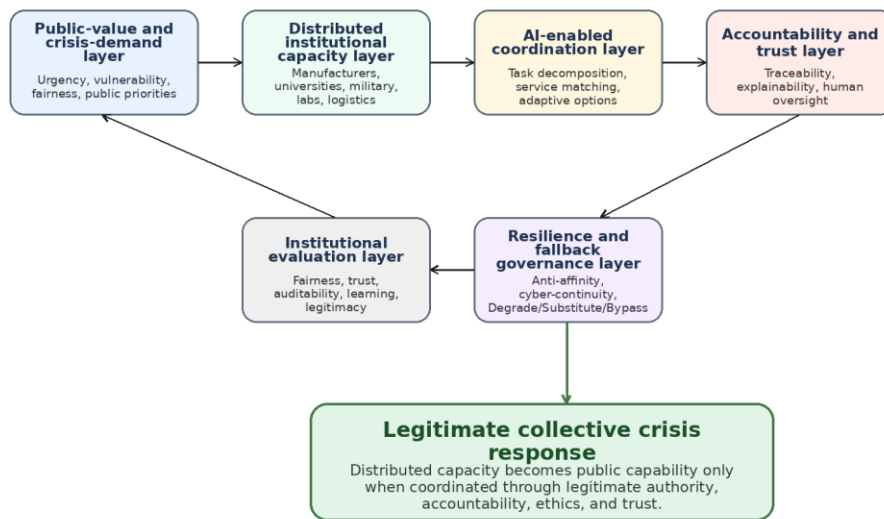 Public-value and
crisis-demand
layer
Urgency, vulnerability,
fairness, public priorities
Distributed
institutional
capacity layer
Manufacturers,
universities, military,
labs, logistics
AI-enabled
coordination layer
Task decomposition,
service matching,
adaptive options
Accountability and
trust layer
Traceability,
explainability, human
oversight
Institutional
evaluation layer
Fairness, trust,
auditability, learning,
legitimacy
Resilience and
fallback
governance layer
Anti-affinity,
cyber-continuity,
Degrade/Substitute/Bypass
Legitimate collective crisis
response
Distributed capacity becomes public capability only
when coordinated through legitimate authority,
accountability, ethics, and trust.